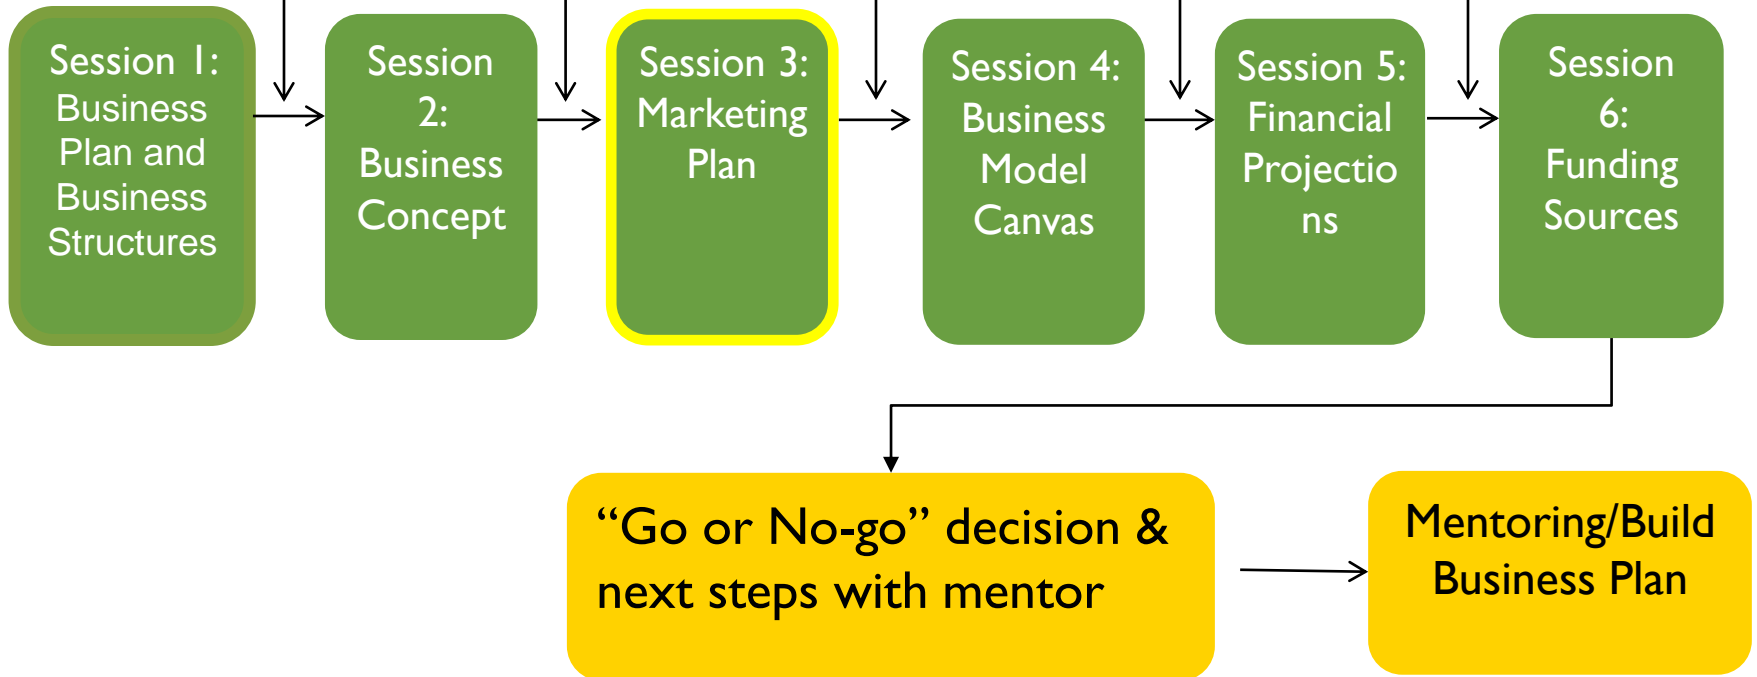 Session 1:
Business
Plan and
Business
Structures
Session
2:
Business
Concept
Session 3:
Marketing
Plan
Session 4:
Business
Model
Canvas
Session 5:
Financial
Projectio
ns
Session
6:
Funding
Sources
“Go or No-go” decision &
next steps with mentor
Mentoring/Build
Business Plan